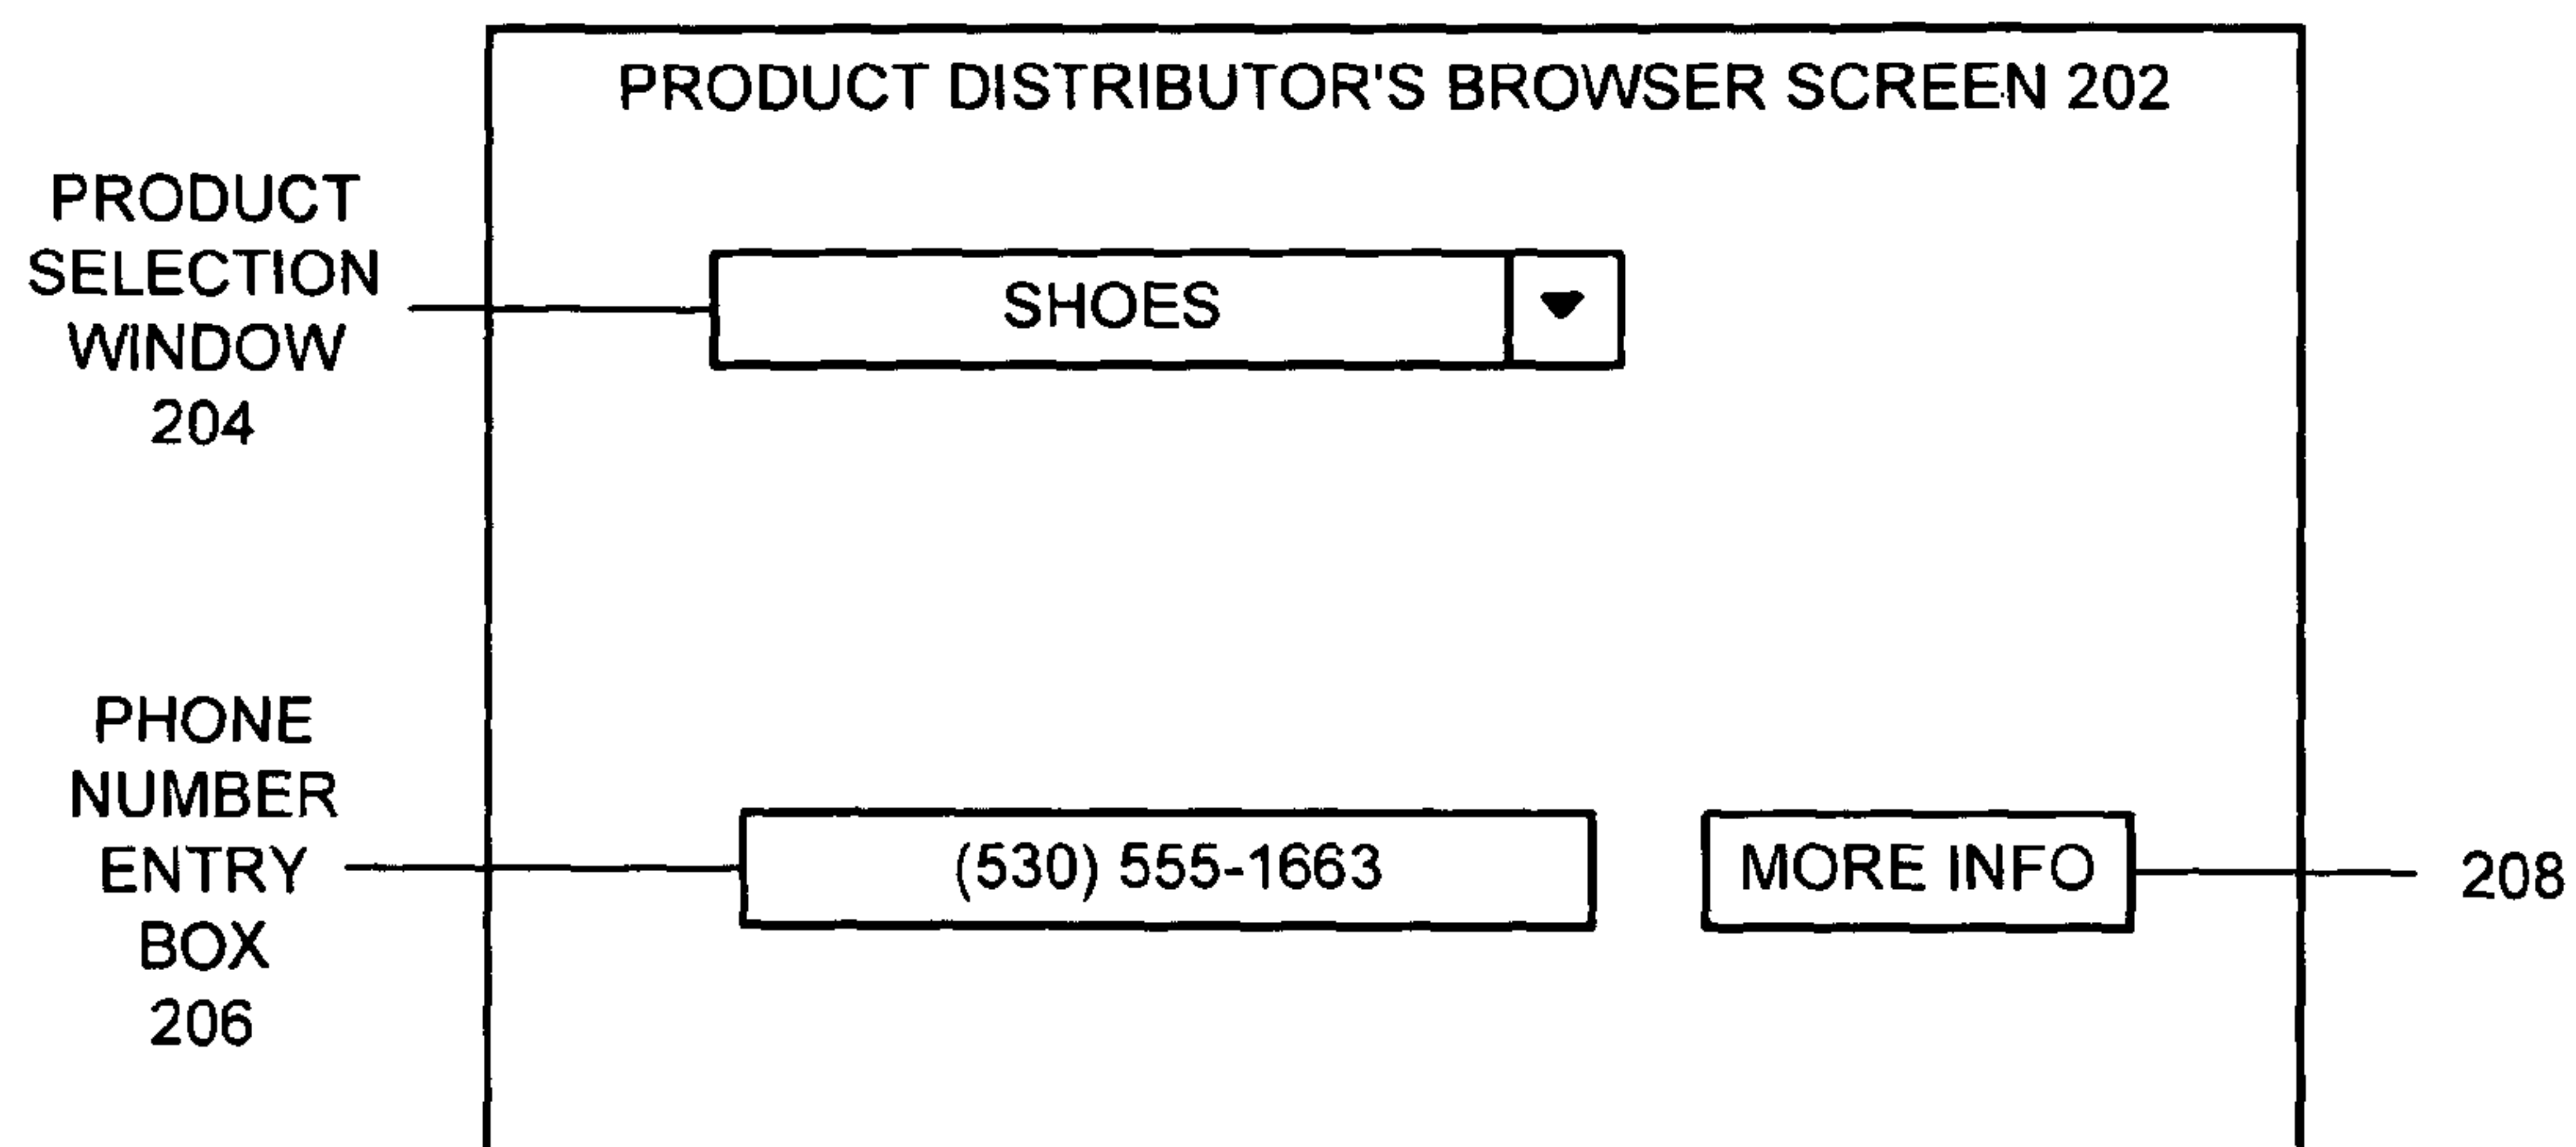 PRODUCT DISTRIBUTOR'S BROWSER SCREEN 202
PRODUCT
SELECTION
WINDOW
204
SHOES
PHONE
NUMBER
ENTRY
BOX
206
(530) 555-1663
MORE INFO
208